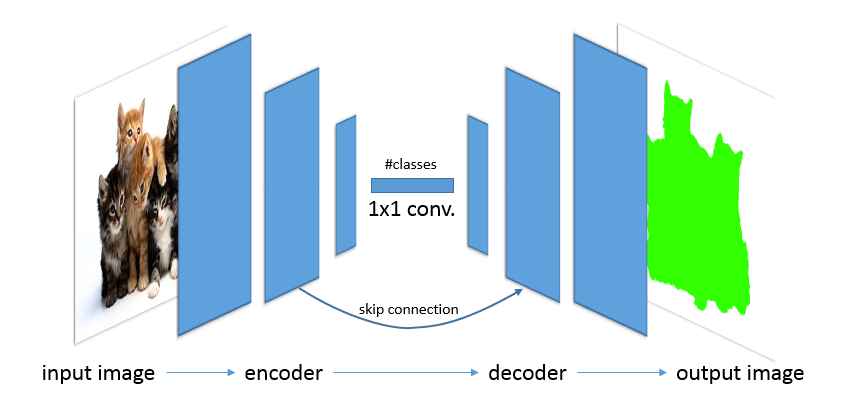 #classes
1x1 conv.
skip connection
input image
encoder
decoder
output image